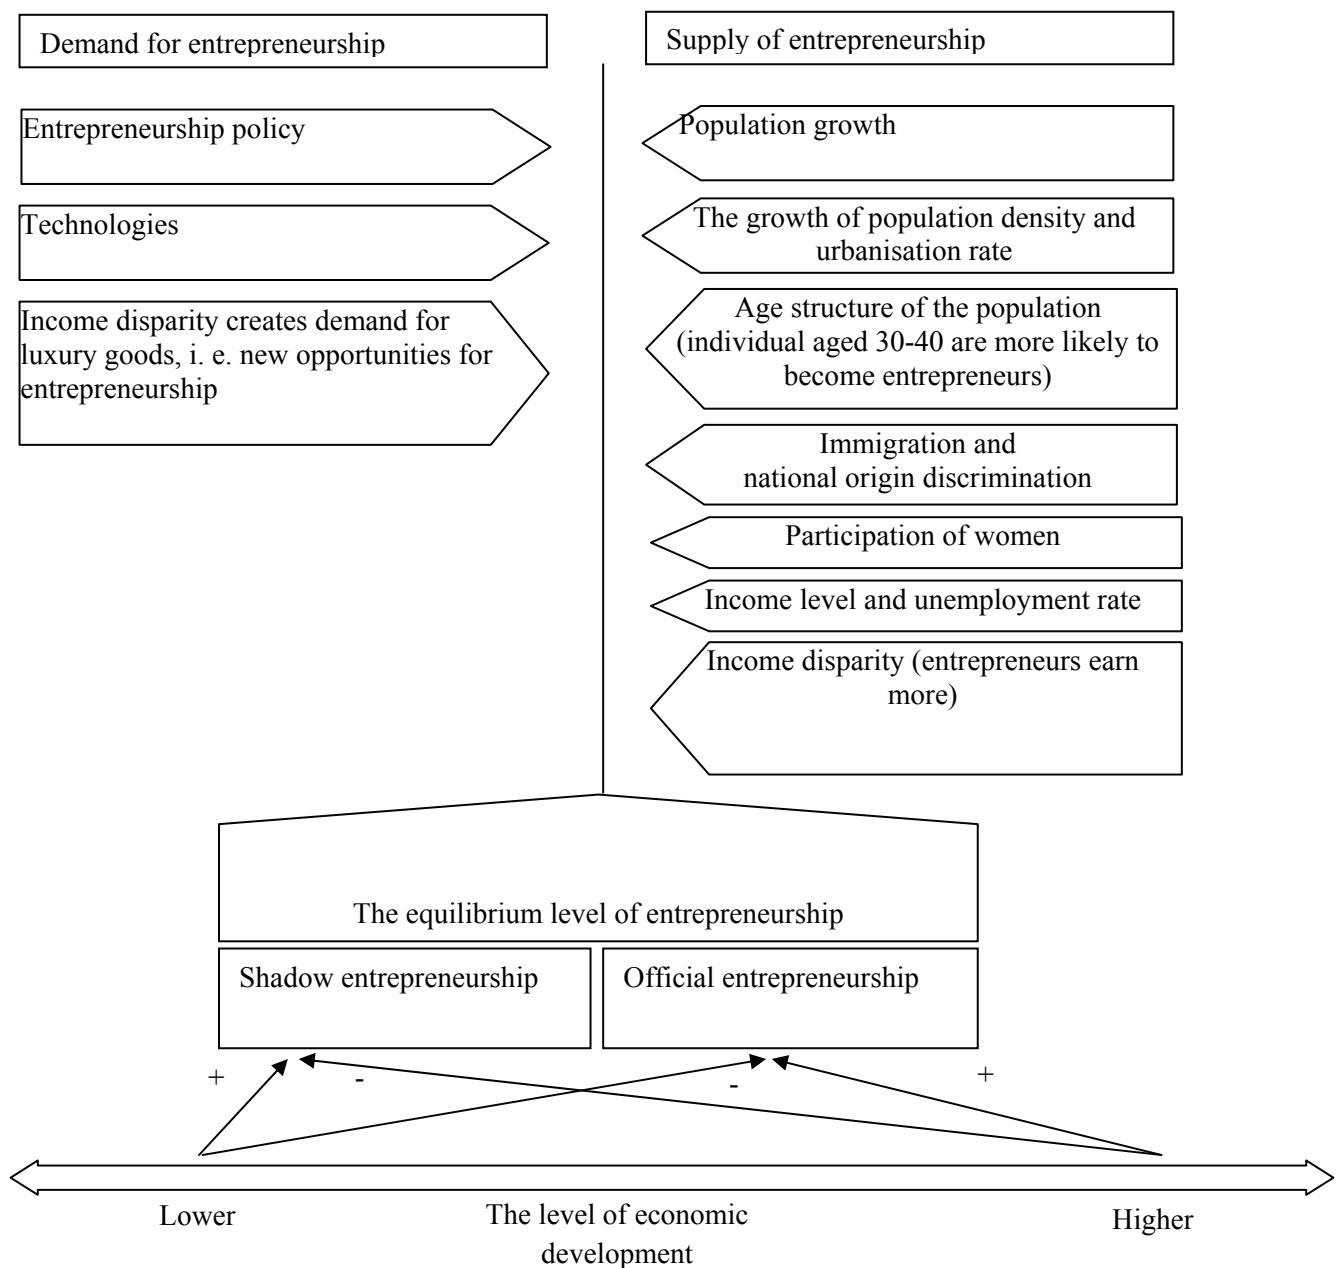 Demand for entrepreneurship
Supply of entrepreneurship
Entrepreneurship policy
Technologies
Income disparity creates demand for
luxury goods, i. e. new opportunities for
entrepreneurship
Population growth
The growth of population density and
urbanisation rate
Age structure of the population
(individual aged 30-40 are more likely to
become entrepreneurs)
Immigration and
national origin discrimination
Participation of women
Income level and unemployment rate
Income disparity (entrepreneurs earn
more)
The equilibrium level of entrepreneurship
Shadow entrepreneurship
Official entrepreneurship
+
-
-
+
Lower
The level of economic
development
Higher